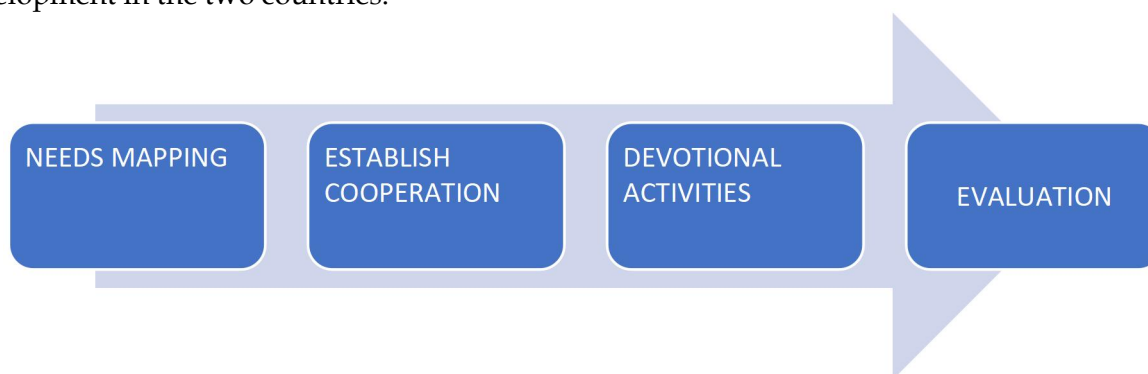 elopment in the two countries.
NEEDS MAPPING
ESTABLISH
COOPERATION
DEVOTIONAL
ACTIVITIES
EVALUATION